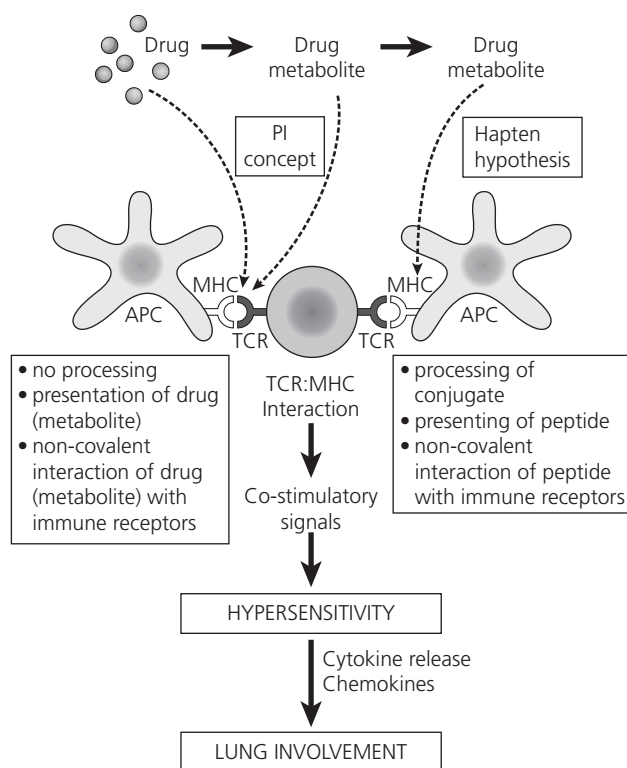 Drug
Drug
metabolite
Drug
metabolite
PI
concept
Hapten
hypothesis
MHC
MHC
APC
APC
TCR
TCR
• no processing
• presentation of drug
(metabolite)
• non-covalent
interaction of drug
(metabolite) with
immune receptors
TCR:MHC
Interaction
• processing of
conjugate
• presenting of peptide
• non-covalent
interaction of peptide
with immune receptors
Co-stimulatory
signals
HYPERSENSITIVITY
Cytokine release
Chemokines
LUNG INVOLVEMENT